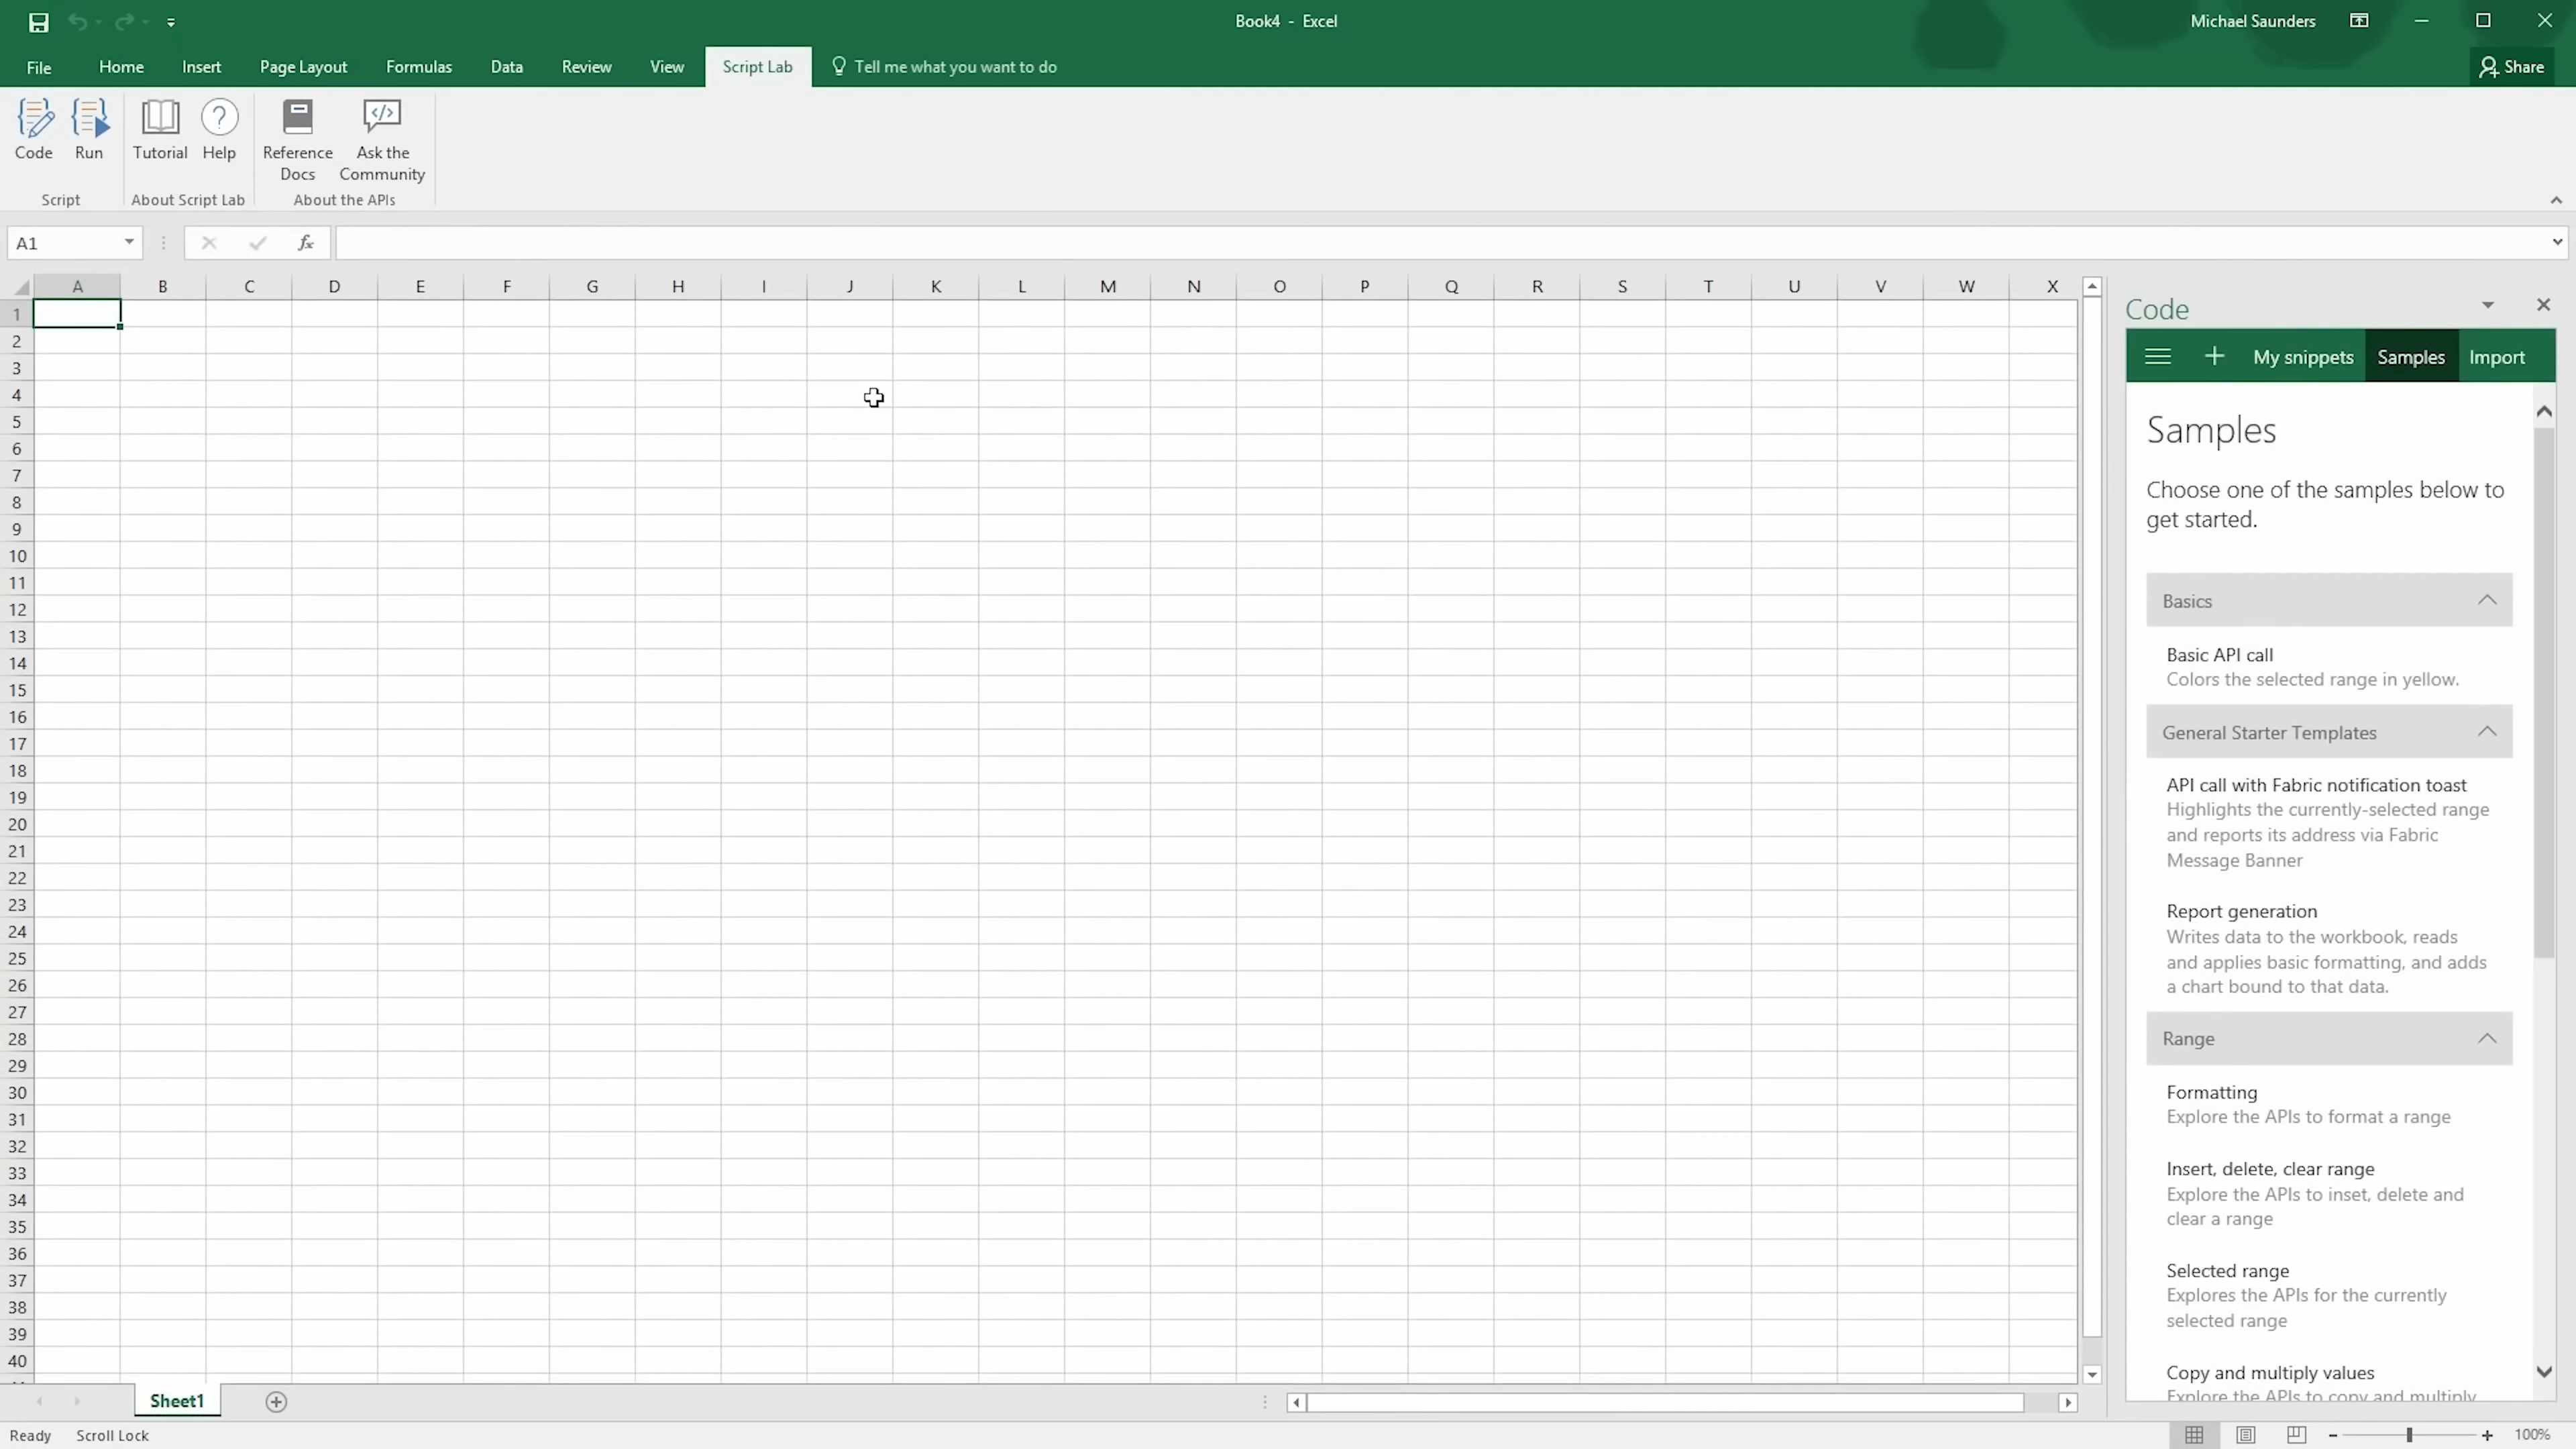 Book4 - Excel
Michael Saunders
File Home Insert Page Layout Formulas Data Review View Script Lab Tell me what you want to do Share
Code Run Tutorial Help Reference Docs Ask the Community
Script About Script Lab About the APIs
A1 fx
A B C D E F G H I J K L M N O P Q R S T U V W X
1
2
3
4
5
6
7
8
9
10
11
12
13
14
15
16
17
18
19
20
21
22
23
24
25
26
27
28
29
30
31
32
33
34
35
36
37
38
39
40
Code
My snippets Samples Import
Samples
Choose one of the samples below to
get started.
Basics
Basic API call
Colors the selected range in yellow.
General Starter Templates
API call with Fabric notification toast
Highlights the currently-selected range
and reports its address via Fabric
Message Banner
Report generation
Writes data to the workbook, reads
and applies basic formatting, and adds
a chart bound to that data.
Range
Formatting
Explore the APIs to format a range
Insert, delete, clear range
Explore the APIs to inset, delete and
clear a range
Selected range
Explores the APIs for the currently
selected range
Copy and multiply values
Explore the APIs to copy and multiply
Sheet1
Ready Scroll Lock
100%